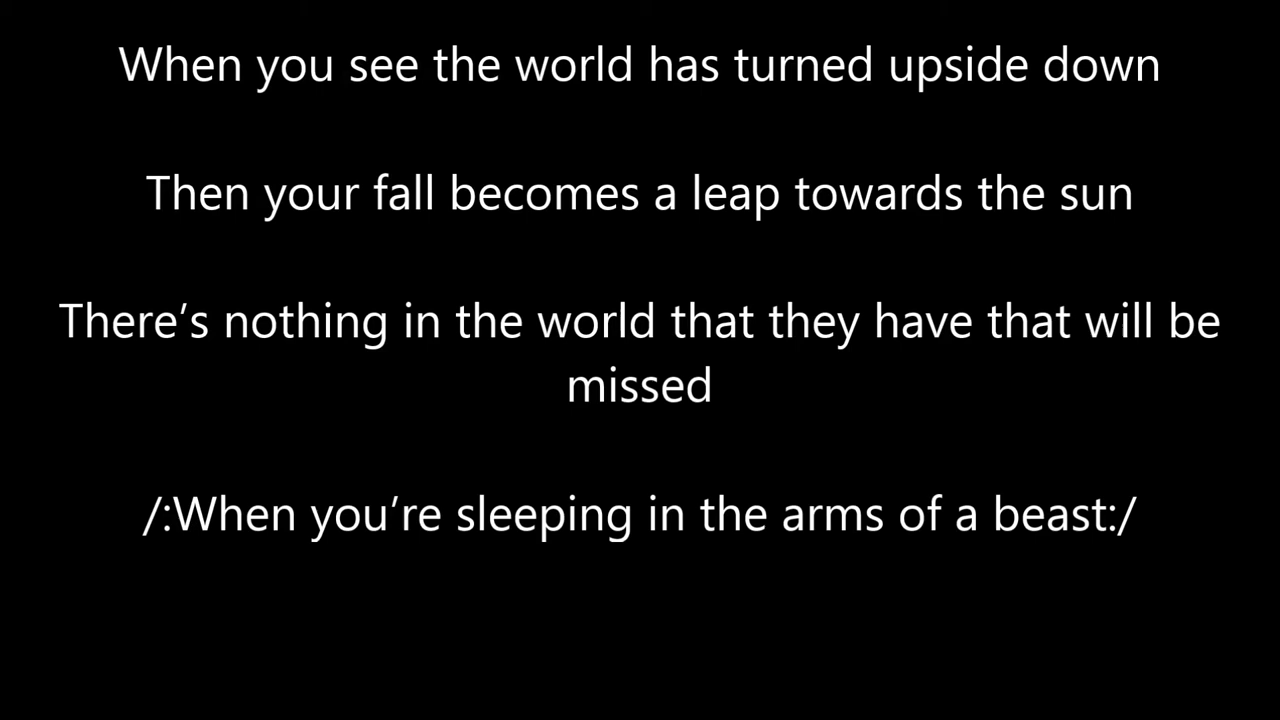 When you see the world has turned upside down
Then your fall becomes a leap towards the sun
There’s nothing in the world that they have that will be
missed
/:When you’re sleeping in the arms of a beast:/